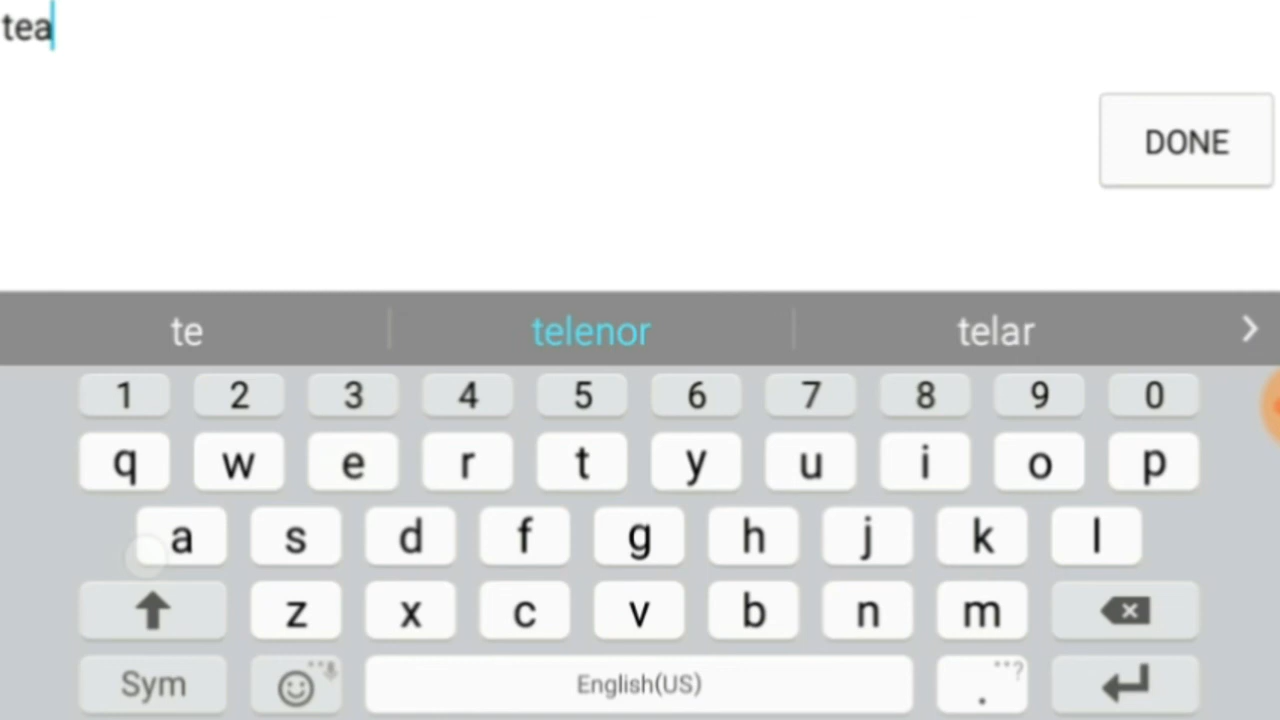 tea
DONE
te telenor telar
1 2 3 4 5 6 7 8 9 0
q w e r t y u i o p
a s d f g h j k l
z x c v b n m
Sym English(US) . ?